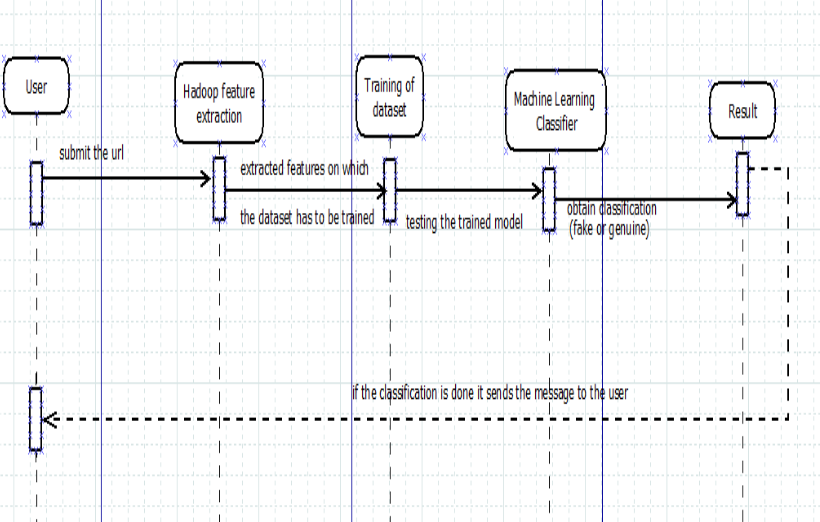 User
Hadoop feature
extraction
Training of
dataset
Machine Learning
Classifier
Result
submit the url
extracted features on which
the dataset has to be trained
testing the trained model
obtain classification
(fake or genuine)
if the classification is done it sends the message to the user